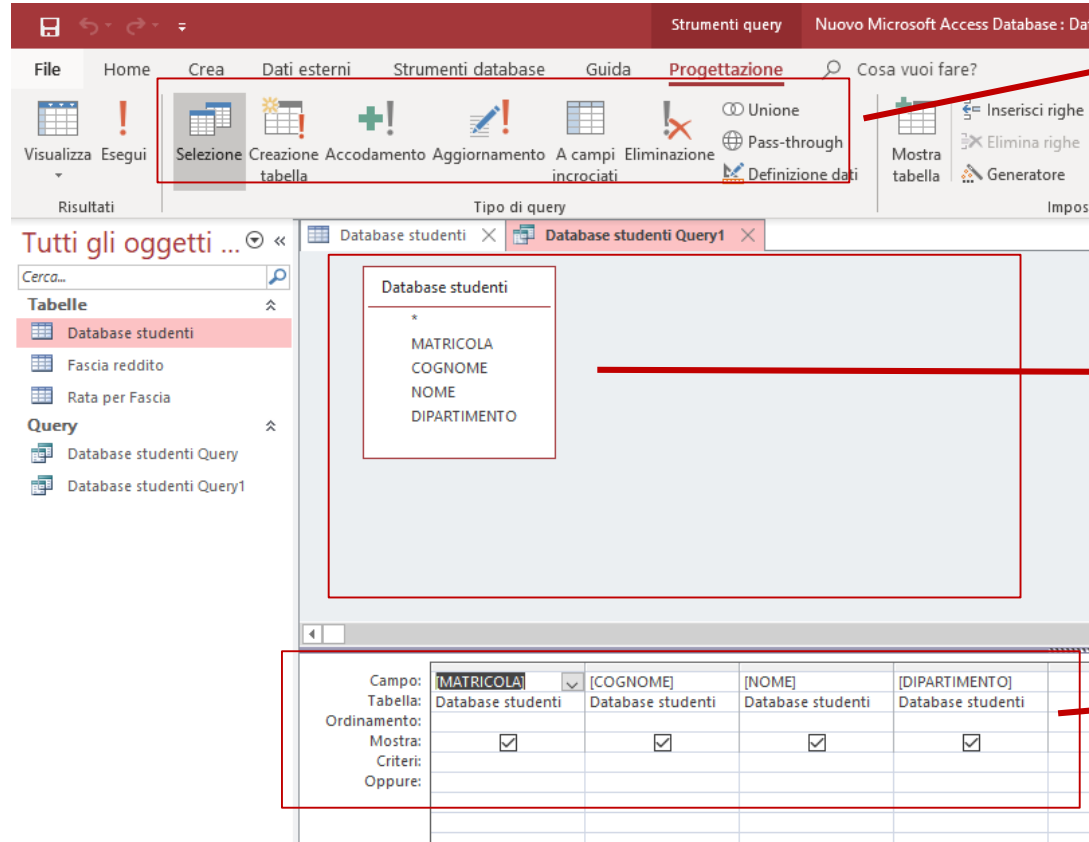 Strumenti query
Nuovo Microsoft Access Database : Da
File Home Crea Dati esterni Strumenti database Guida Progettazione Cosa vuoi fare?
Visualizza
Esegui
Selezione
Creazione tabella
Accodamento
Aggiornamento
A campi incrociati
Eliminazione
Unione
Pass-through
Definizione dati
Mostra tabella
Inserisci righe
Elimina righe
Generatore
Risultati
Tipo di query
Impos
Tutti gli oggetti ...
Cerca...
Tabelle
Database studenti
Fascia reddito
Rata per Fascia
Query
Database studenti Query
Database studenti Query1
Database studenti
Database studenti Query1
Database studenti
*
MATRICOLA
COGNOME
NOME
DIPARTIMENTO
Campo: [MATRICOLA] [COGNOME] [NOME] [DIPARTIMENTO]
Tabella: Database studenti Database studenti Database studenti Database studenti
Ordinamento:
Mostra:
Criteri:
Oppure: